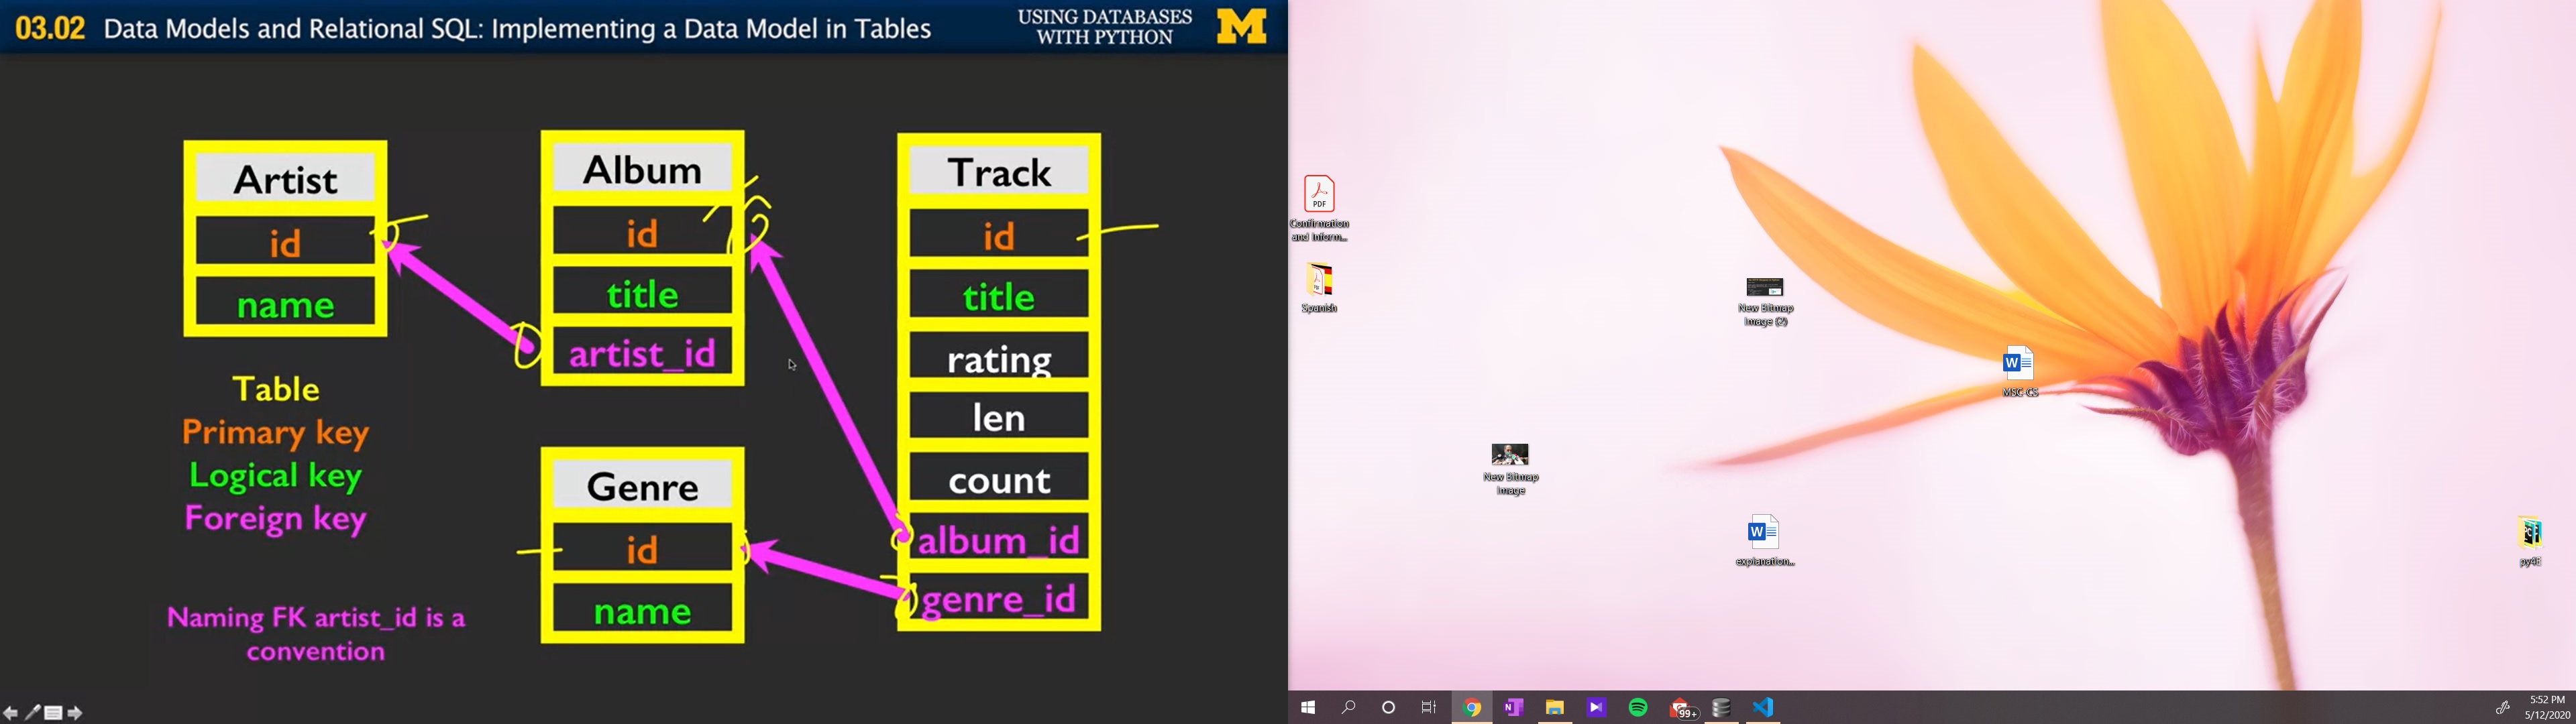 03.02 Data Models and Relational SQL: Implementing a Data Model in Tables
USING DATABASES
WITH PYTHON
M
Artist
id
name
Album
id
title
artist_id
Track
id
title
rating
len
count
album_id
genre_id
Genre
id
name
Table
Primary key
Logical key
Foreign key
Naming FK artist_id is a
convention
PDF
Confirmation
and Inform...
Spanish
New Bitmap
Image (2)
W
MSC CS
New Bitmap
Image
W
explanation...
py4E
N
99+
5:52 PM
5/12/2020